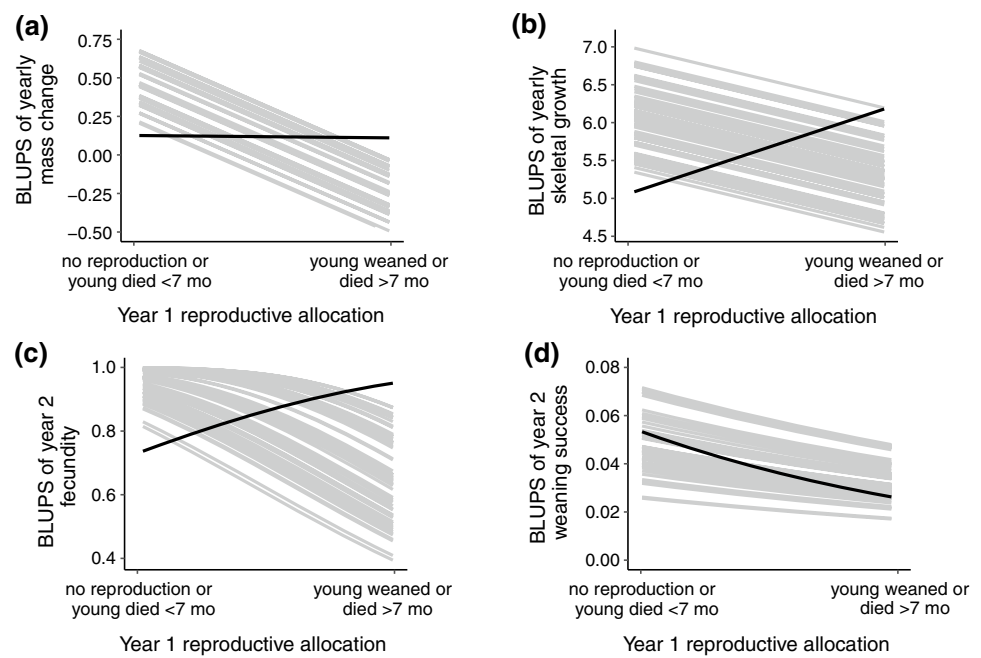 (a)
BLUPS of yearly
mass change
0.75
0.50
0.25
0.00
−0.25
−0.50
no reproduction or
young died <7 mo
young weaned or
died >7 mo
Year 1 reproductive allocation
(b)
BLUPS of yearly
skeletal growth
7.0
6.5
6.0
5.5
5.0
4.5
no reproduction or
young died <7 mo
young weaned or
died >7 mo
Year 1 reproductive allocation
(c)
BLUPS of year 2
fecundity
1.0
0.8
0.6
0.4
no reproduction or
young died <7 mo
young weaned or
died >7 mo
Year 1 reproductive allocation
(d)
BLUPS of year 2
weaning success
0.08
0.06
0.04
0.02
0.00
no reproduction or
young died <7 mo
young weaned or
died >7 mo
Year 1 reproductive allocation